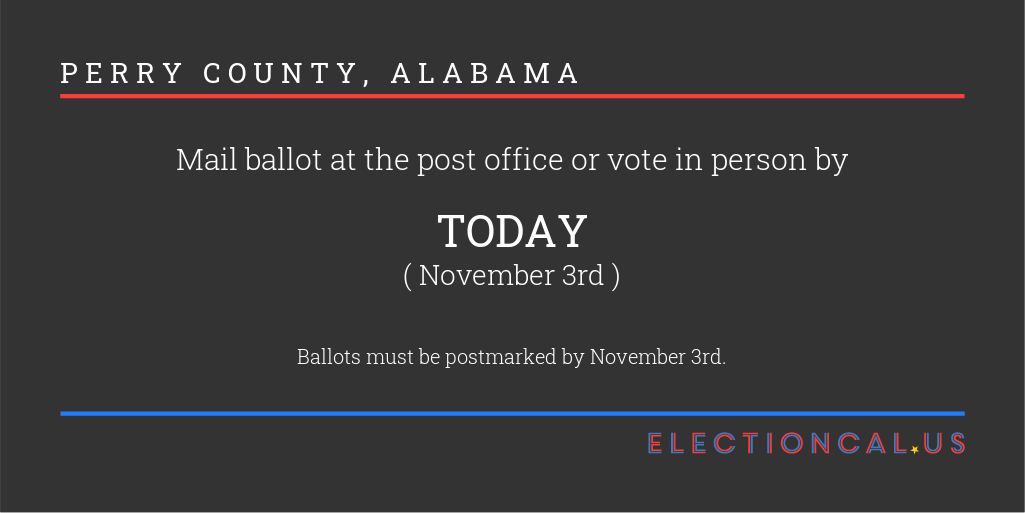 PERRY COUNTY, ALABAMA
Mail ballot at the post office or vote in person by
TODAY
( November 3rd )
Ballots must be postmarked by November 3rd.
ELECTIONCAL.US